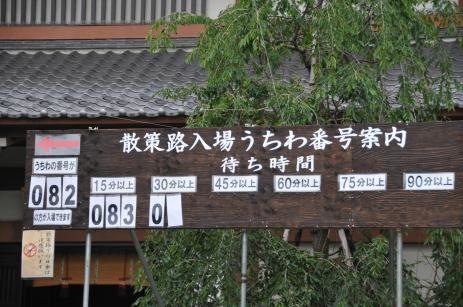 散策路入場うちわ番号案内
待ち時間
うちわの番号が
082
の方が入場できます
15分以上
083
30分以上
0
45分以上
60分以上
75分以上
90分以上